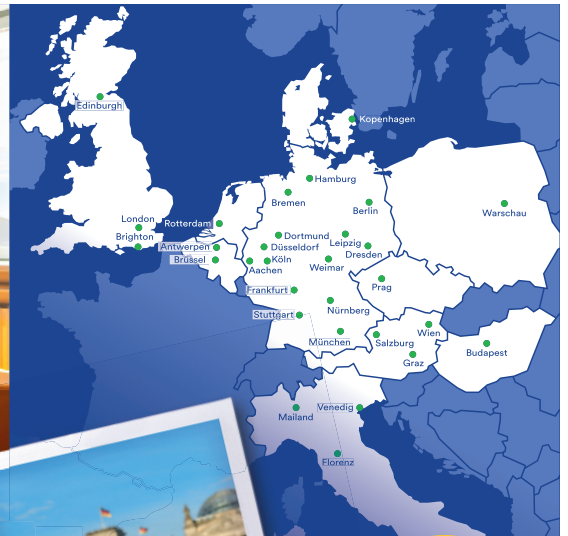 Edinburgh
Kopenhagen
Hamburg
Bremen
Berlin
Warschau
London
Rotterdam
Brighton
Antwerpen
Brüssel
Dortmund
Düsseldorf
Köln
Aachen
Leipzig
Dresden
Weimar
Frankfurt
Prag
Nürnberg
Stuttgart
München
Salzburg
Wien
Graz
Budapest
Mailand
Venedig
Florenz